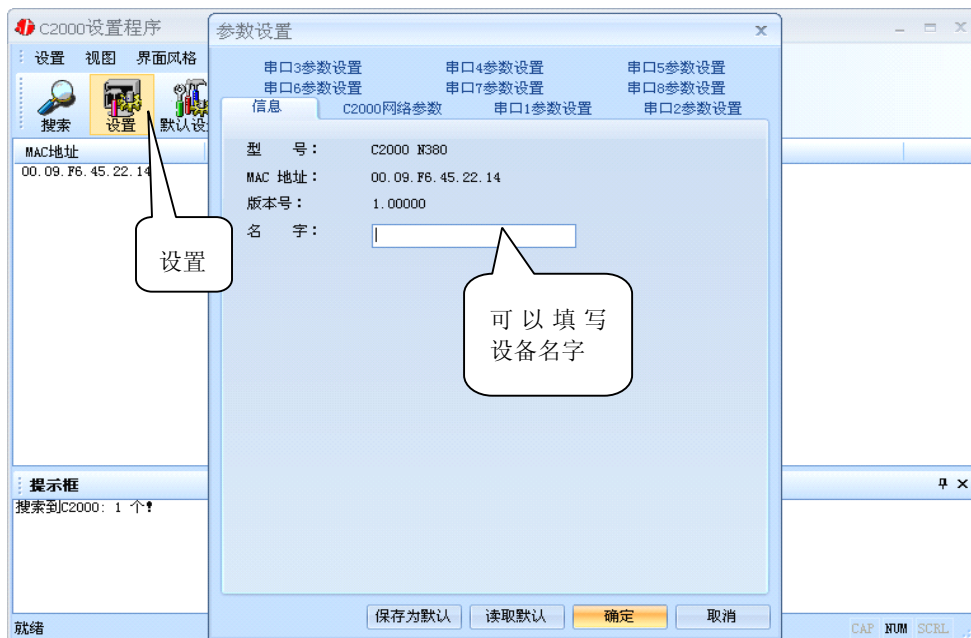 C2000设置程序
参数设置
设置 视图 界面风格
搜索 设置 默认设
串口3参数设置 串口4参数设置 串口5参数设置
串口6参数设置 串口7参数设置 串口8参数设置
信息 C2000网络参数 串口1参数设置 串口2参数设置
MAC地址
00.09.F6.45.22.14
型 号: C2000 N380
MAC 地址: 00.09.F6.45.22.14
版本号: 1.00000
名 字:
设置
可以填写
设备名字
提示框
搜索到C2000: 1 个!
保存为默认 读取默认 确定 取消
就绪
CAP NUM SCRL